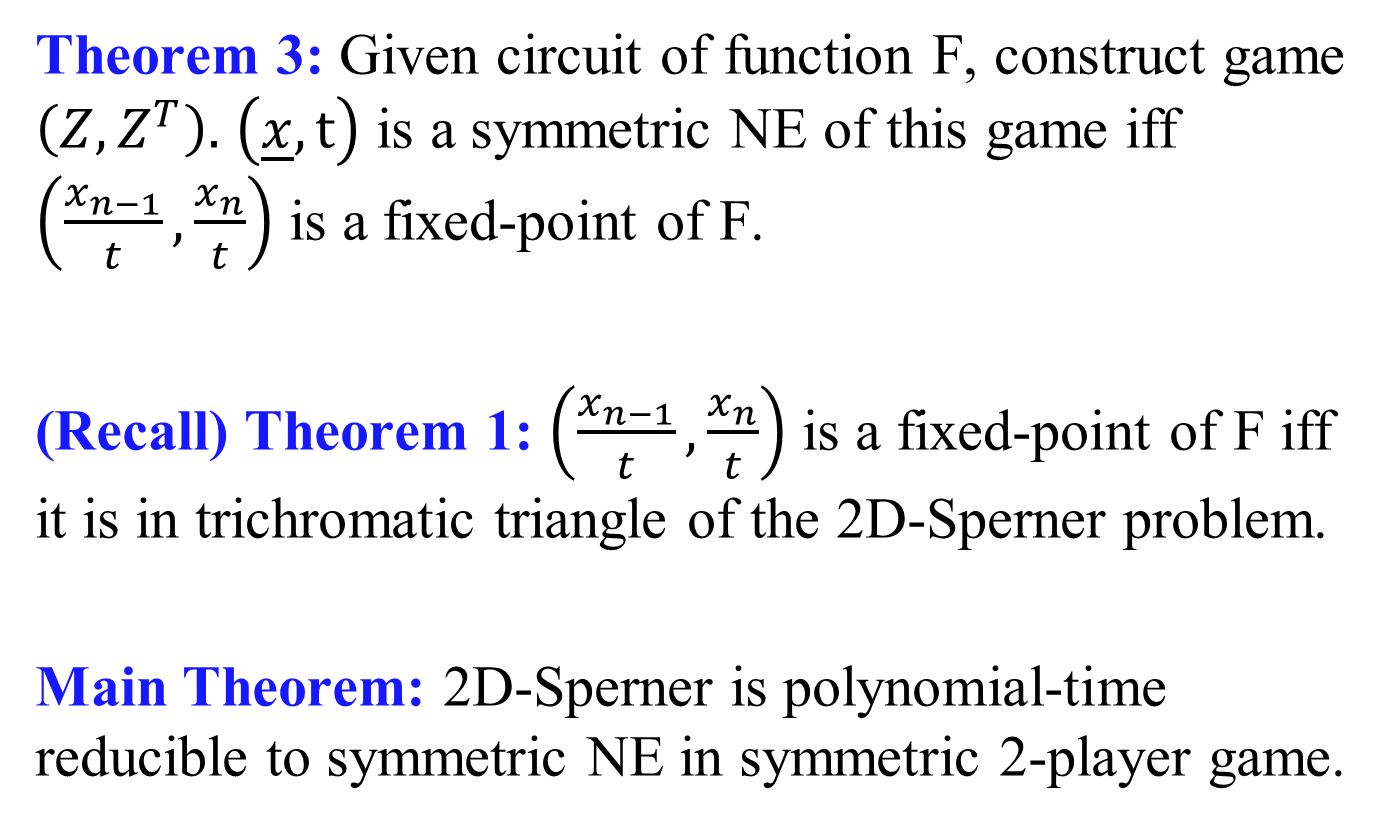 Theorem 3: Given circuit of function F, construct game
(Z, Z^T). (x̲, t) is a symmetric NE of this game iff
(x_{n−1}/t, x_n/t) is a fixed-point of F.
(Recall) Theorem 1: (x_{n−1}/t, x_n/t) is a fixed-point of F iff
it is in trichromatic triangle of the 2D-Sperner problem.
Main Theorem: 2D-Sperner is polynomial-time
reducible to symmetric NE in symmetric 2-player game.